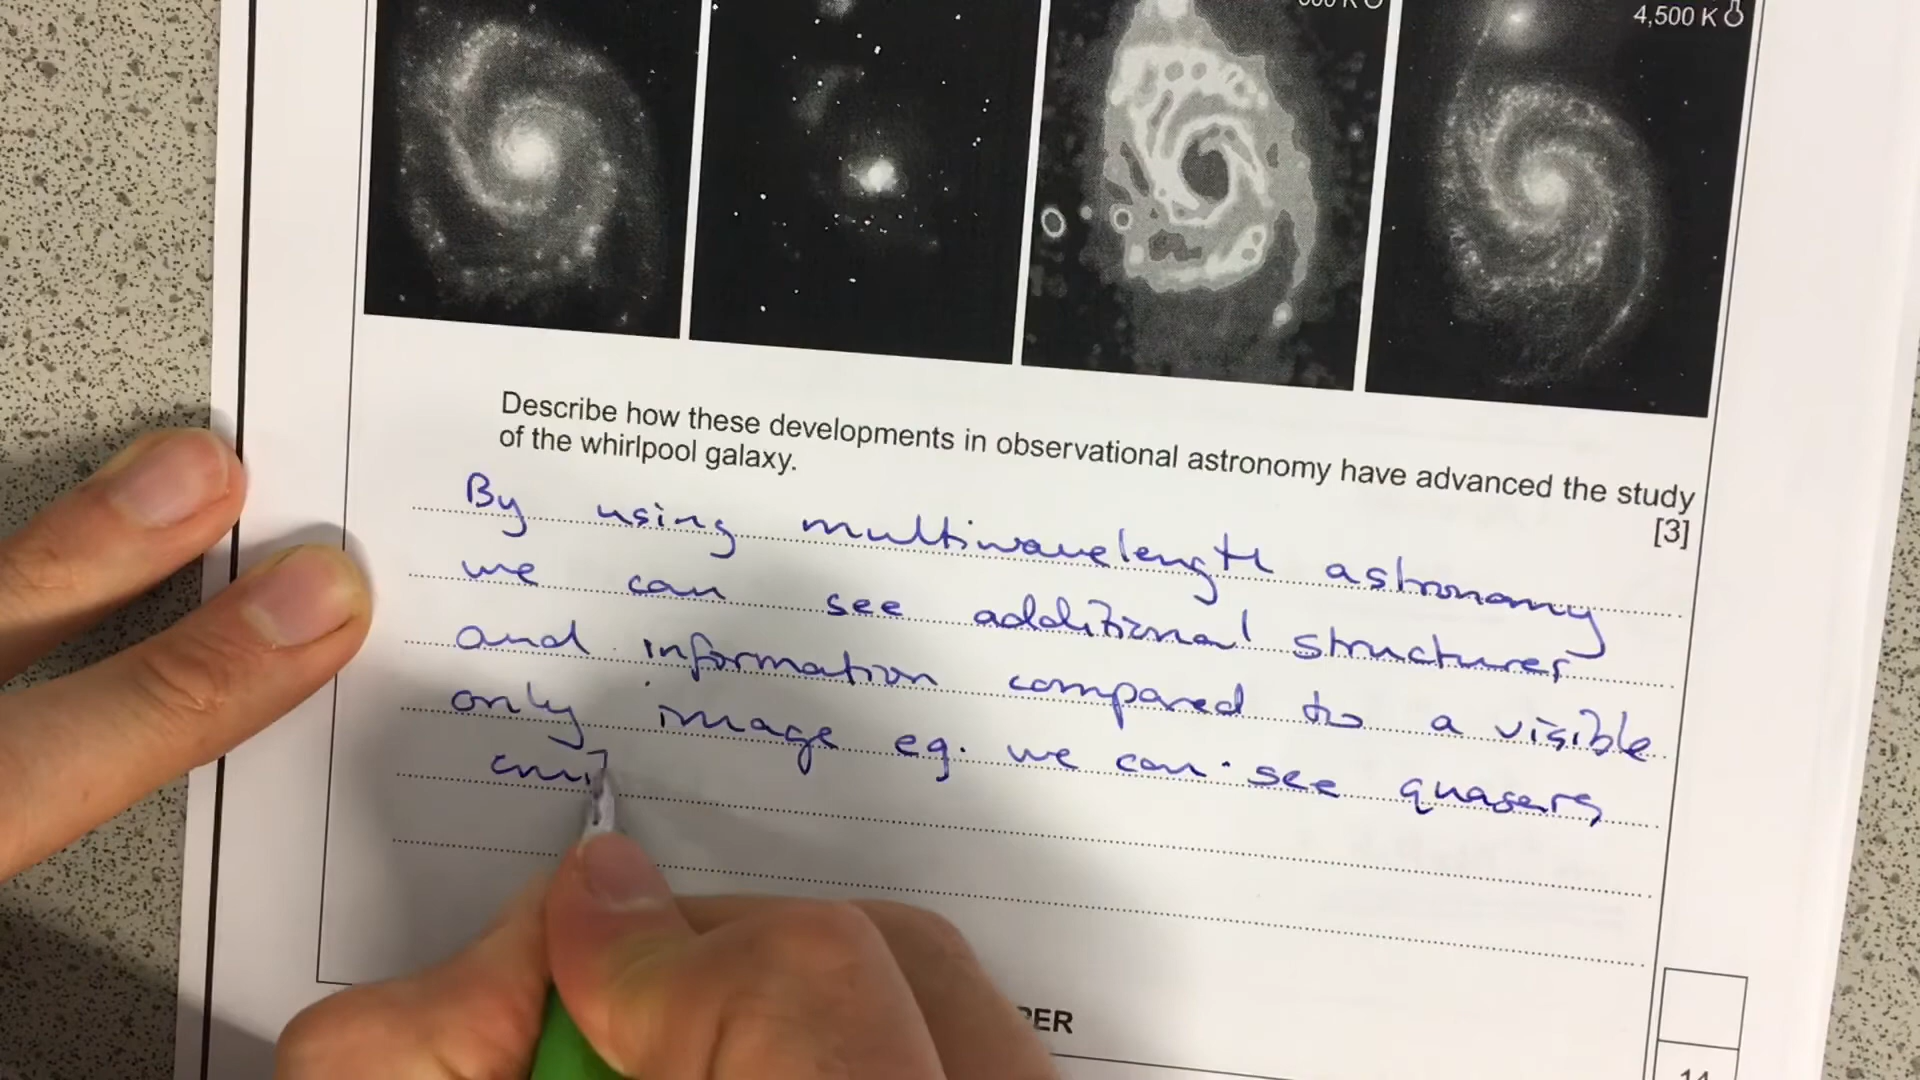 4,500 K
Describe how these developments in observational astronomy have advanced the study
of the whirlpool galaxy.
[3]
By using multiwavelength astronomy
we can see additional structures
and information compared to a visible
only image eg. we can see quasers
PER
14